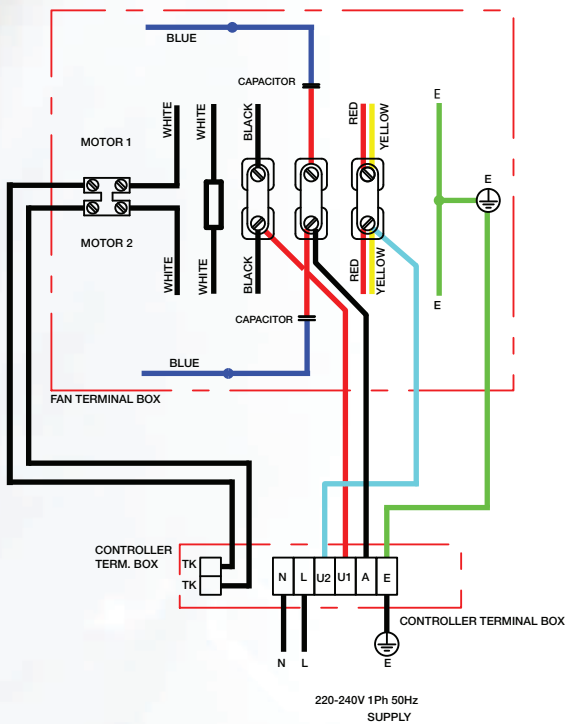 BLUE
CAPACITOR
WHITE
WHITE
BLACK
RED
YELLOW
E
MOTOR 1
E
MOTOR 2
WHITE
WHITE
BLACK
RED
YELLOW
E
CAPACITOR
BLUE
FAN TERMINAL BOX
CONTROLLER
TERM. BOX
TK
TK
N L U2 U1 A E
CONTROLLER TERMINAL BOX
N L E
220-240V 1Ph 50Hz
SUPPLY